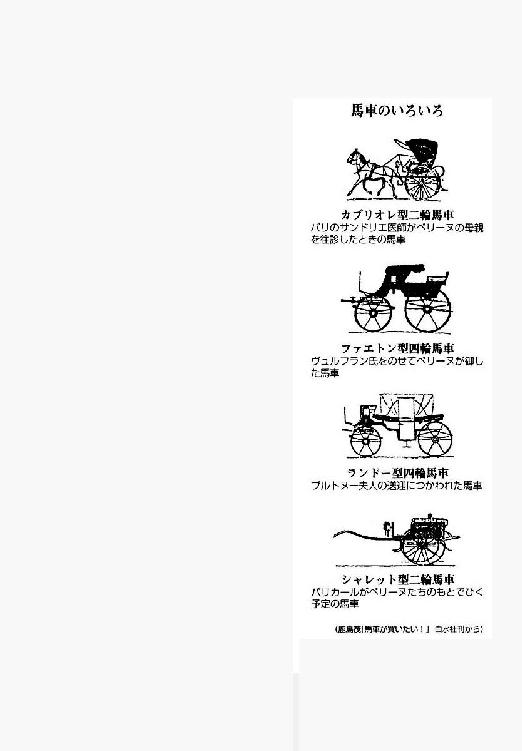 馬車のいろいろ
カブリオレ型二輪馬車
パリのサンドリエ医師がペリーヌの母親
を往診したときの馬車
ファエトン型四輪馬車
ヴュルフラン氏をのせてペリーヌが御し
た馬車
ランドー型四輪馬車
ブルトヌー夫人の送迎につかわれた馬車
シャレット型二輪馬車
パリカールがペリーヌたちのもとでひく
予定の馬車
(鹿島茂「馬車が買いたい!」白水社刊から)